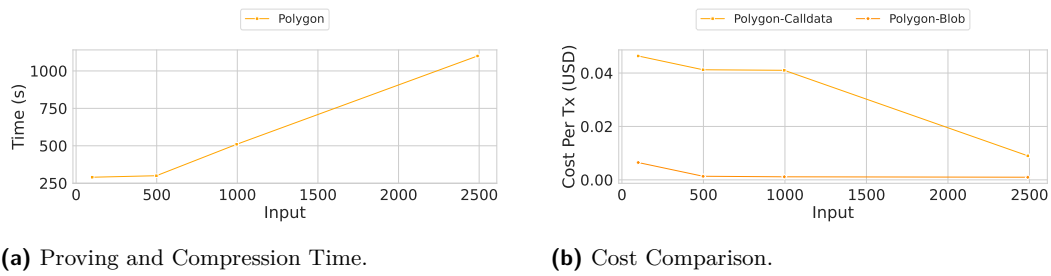 Polygon
Time (s)
1000
750
500
250
0 500 1000 1500 2000 2500
Input
(a) Proving and Compression Time.
Polygon-Calldata Polygon-Blob
Cost Per Tx (USD)
0.04
0.02
0.00
0 500 1000 1500 2000 2500
Input
(b) Cost Comparison.